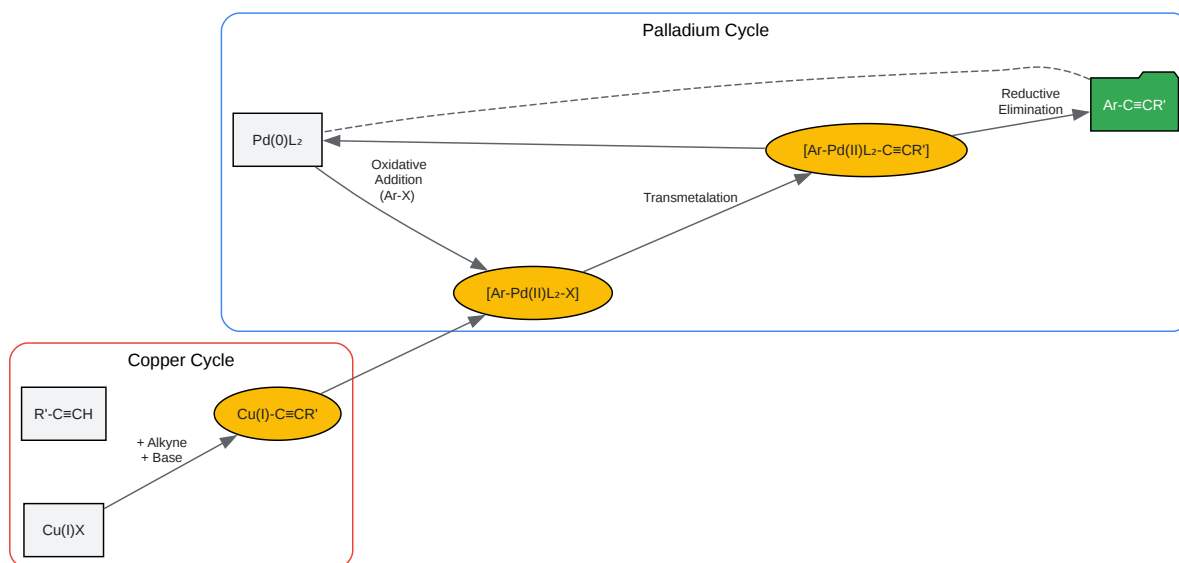 Palladium Cycle
Pd(0)L₂
Oxidative
Addition
(Ar-X)
Transmetalation
[Ar-Pd(II)L₂-C≡CR']
Reductive
Elimination
Ar-C≡CR'
[Ar-Pd(II)L₂-X]
Copper Cycle
R'-C≡CH
Cu(I)-C≡CR'
+ Alkyne
+ Base
Cu(I)X